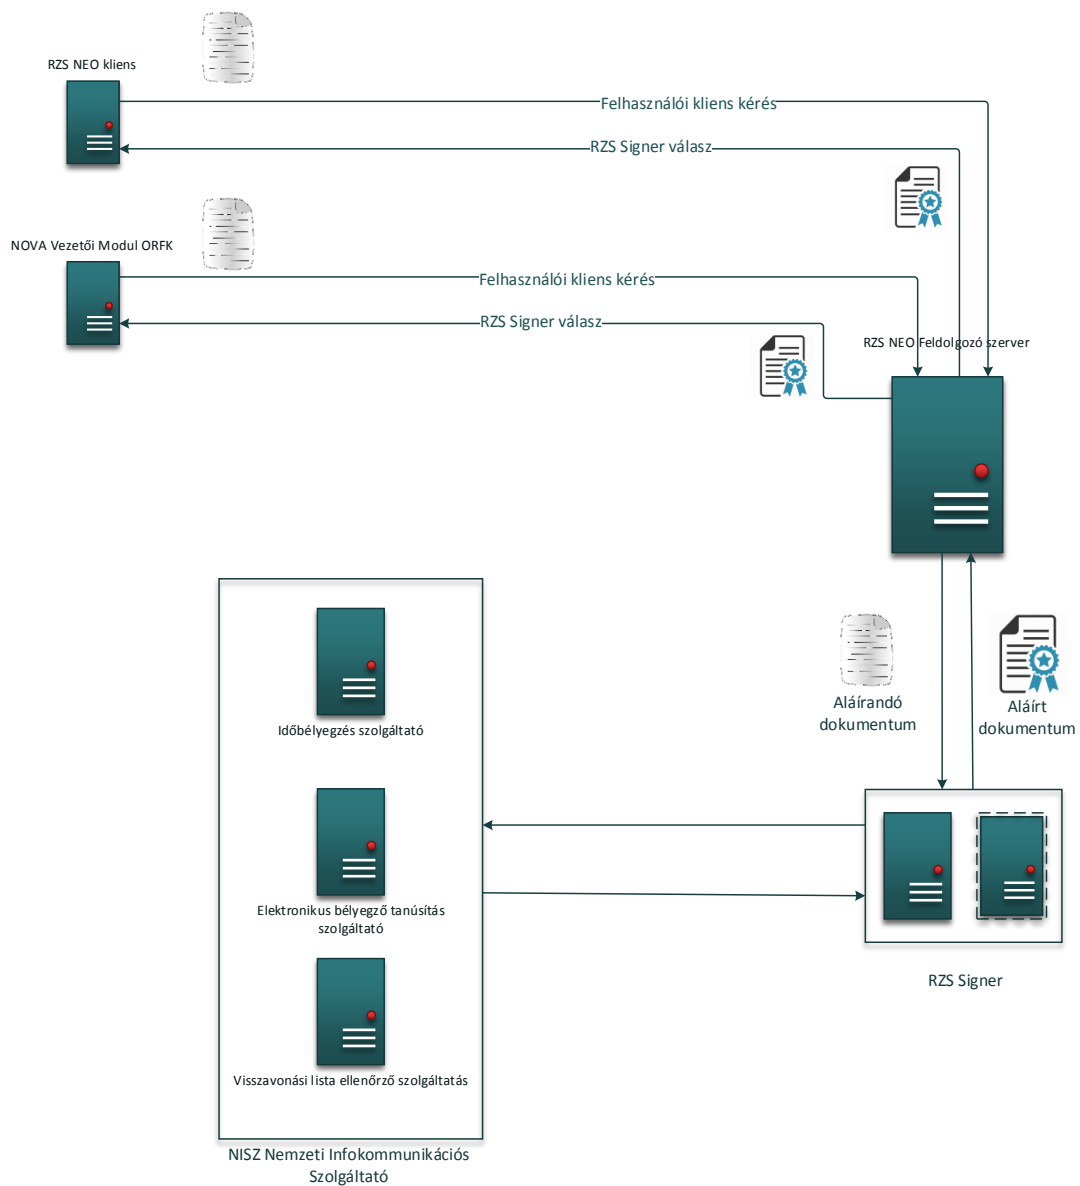 RZS NEO kliens
Felhasználói kliens kérés
RZS Signer válasz
NOVA Vezetői Modul ORFK
Felhasználói kliens kérés
RZS Signer válasz
RZS NEO Feldolgozó szerver
Aláírandó
dokumentum
Aláírt
dokumentum
Időbélyegzés szolgáltató
Elektronikus bélyegző tanúsítás
szolgáltató
RZS Signer
Visszavonási lista ellenőrző szolgáltatás
NISZ Nemzeti Infokommunikációs
Szolgáltató